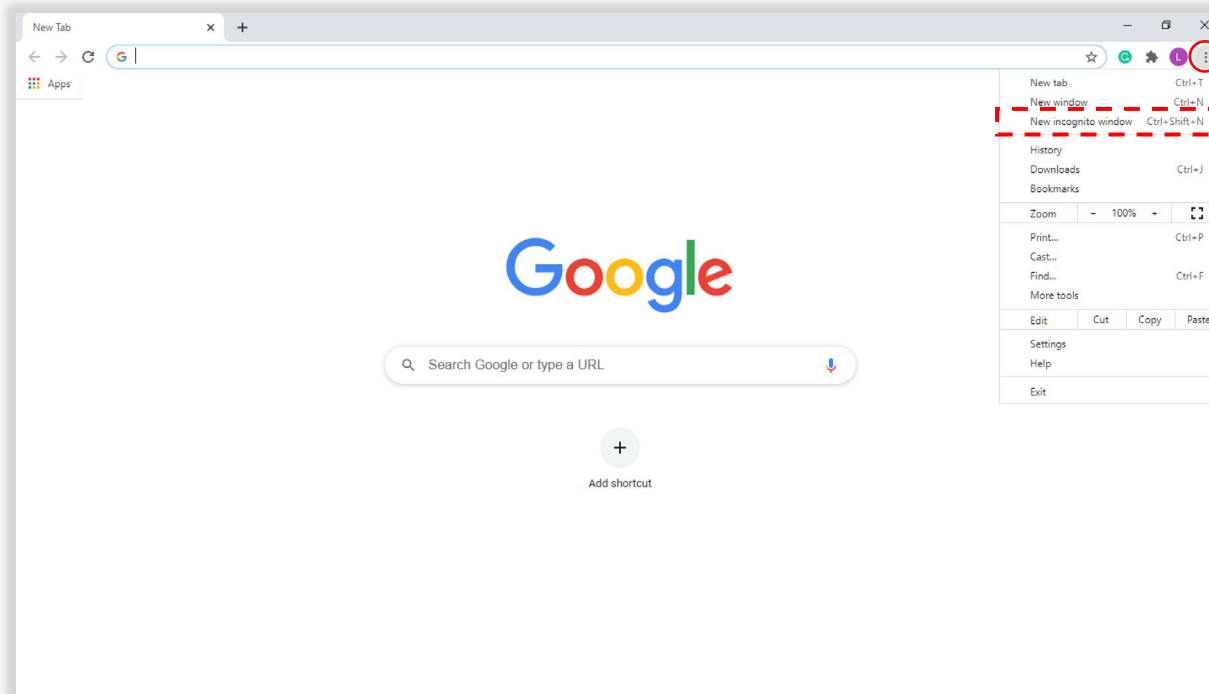 New Tab
G
L
Apps
New tab Ctrl+T
New window Ctrl+N
New incognito window Ctrl+Shift+N
History
Downloads Ctrl+J
Bookmarks
Zoom - 100% +
Print... Ctrl+P
Cast...
Find... Ctrl+F
More tools
Edit Cut Copy Paste
Settings
Help
Exit
Google
Search Google or type a URL
Add shortcut